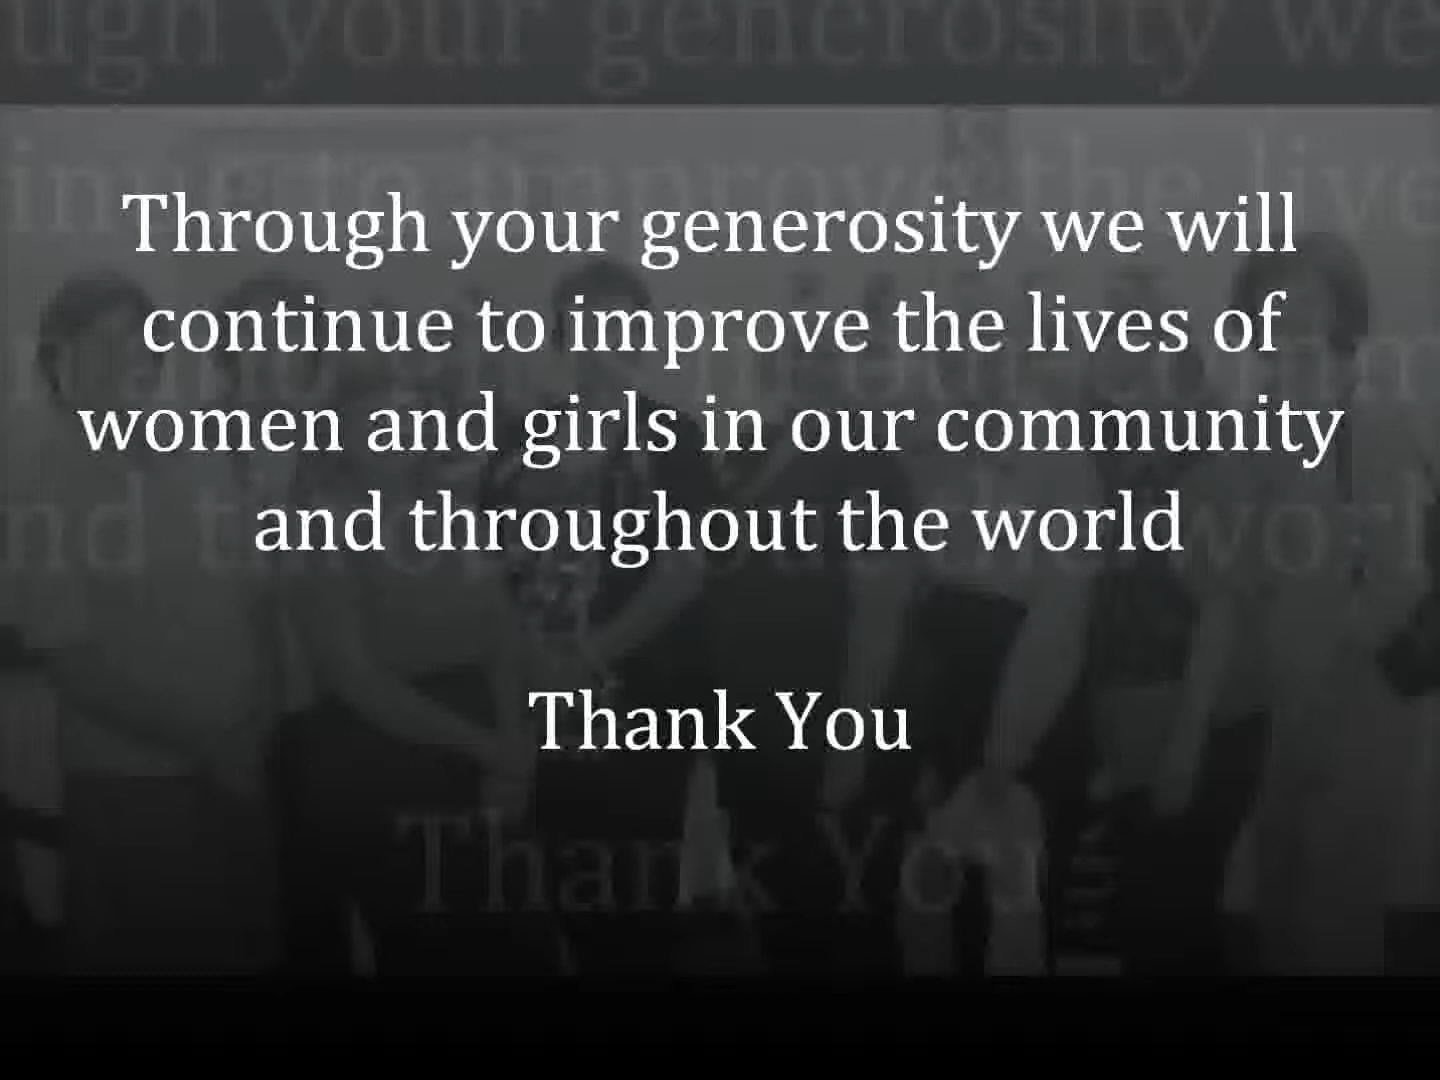 Through your generosity we will
continue to improve the lives of
women and girls in our community
and throughout the world
Thank You